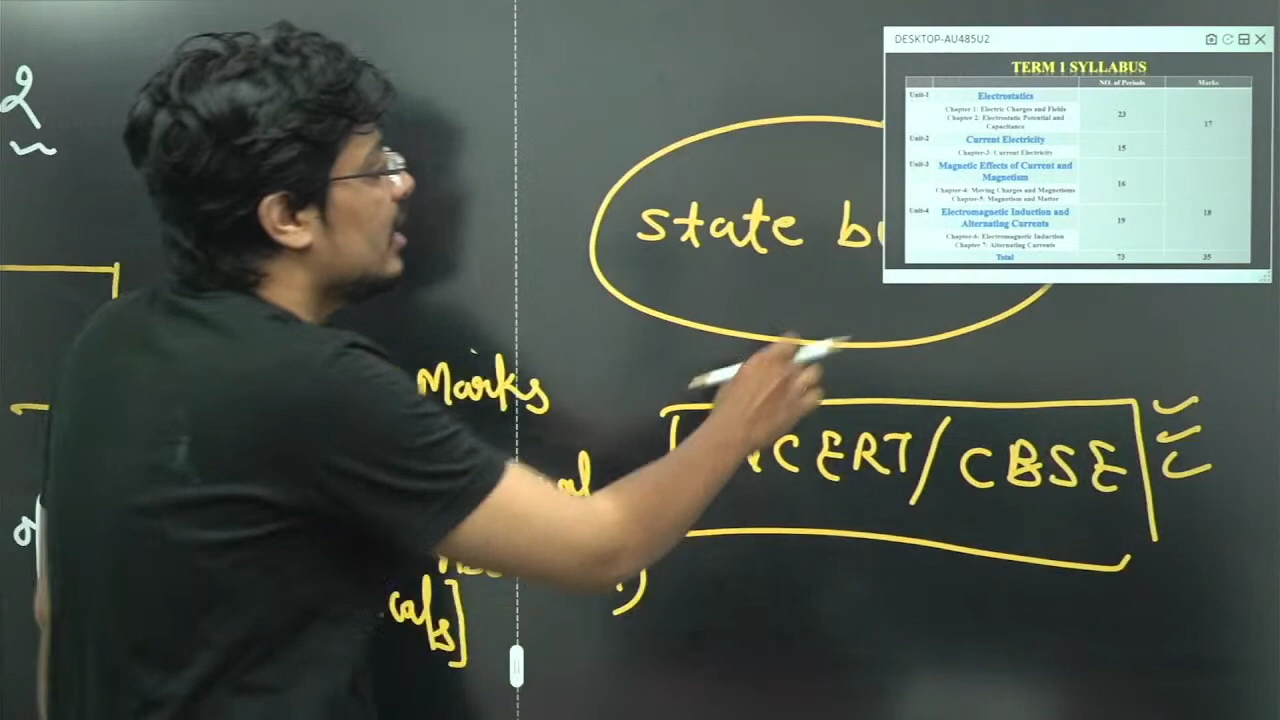 2
DESKTOP-AU485U2
TERM 1 SYLLABUS
NO. of Periods Marks
Unit-1 Electrostatics
Chapter 1: Electric Charges and Fields
Chapter 2: Electrostatic Potential and
Capacitance
23
17
Unit-2 Current Electricity
Chapter-3: Current Electricity
15
Unit-3 Magnetic Effects of Current and
Magnetism
Chapter-4: Moving Charges and Magnetisms
Chapter-5: Magnetism and Matter
16
Unit-4 Electromagnetic Induction and
Alternating Currents
Chapter-6: Electromagnetic Induction
Chapter 7: Alternating Currents
19
18
Total 73 35
state
Marks
CERT/CBSE